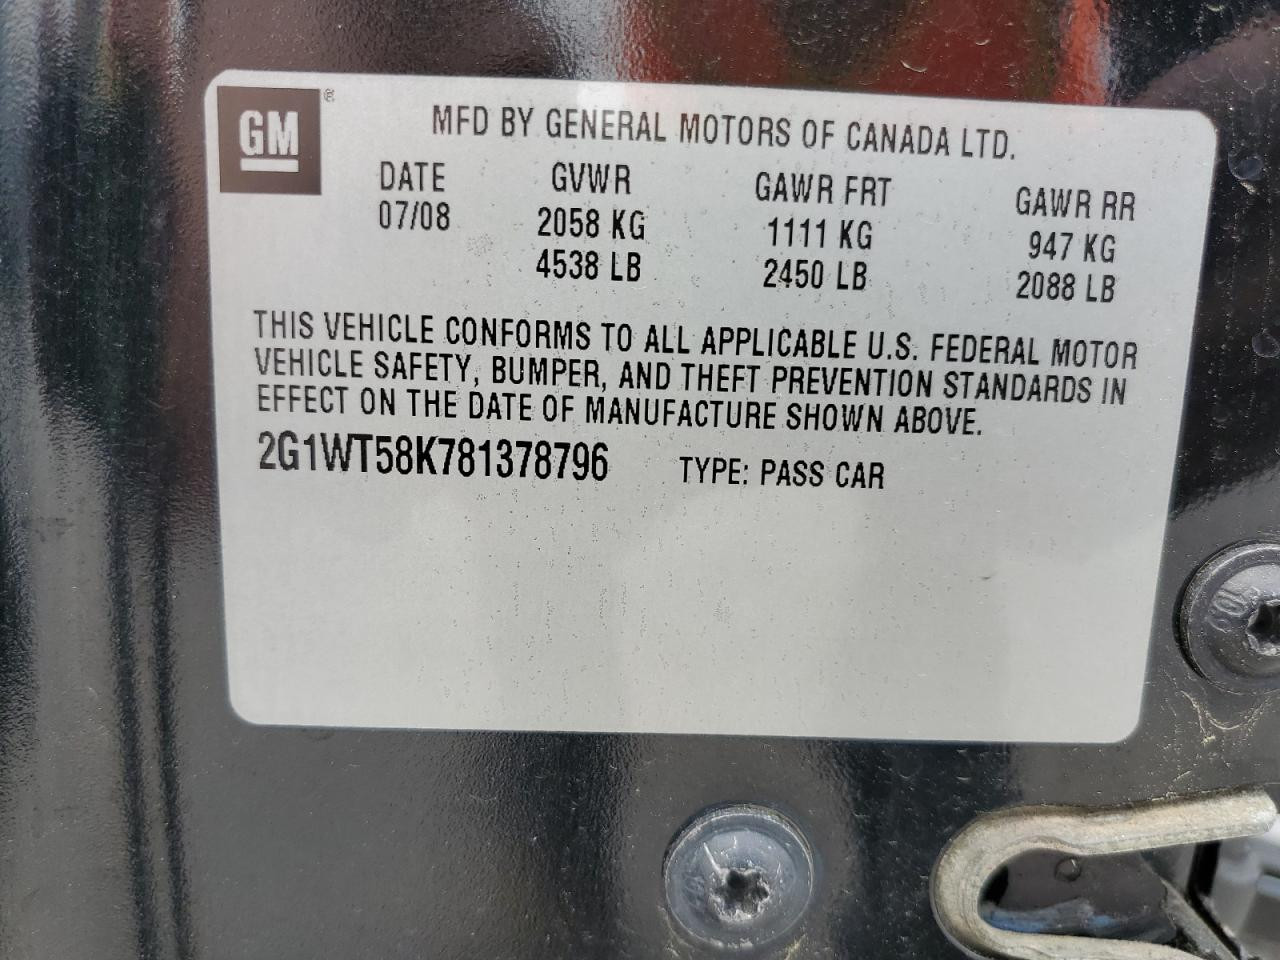 GM®
MFD BY GENERAL MOTORS OF CANADA LTD.
DATE GVWR GAWR FRT GAWR RR
07/08 2058 KG 1111 KG 947 KG
4538 LB 2450 LB 2088 LB
THIS VEHICLE CONFORMS TO ALL APPLICABLE U.S. FEDERAL MOTOR
VEHICLE SAFETY, BUMPER, AND THEFT PREVENTION STANDARDS IN
EFFECT ON THE DATE OF MANUFACTURE SHOWN ABOVE.
2G1WT58K781378796 TYPE: PASS CAR